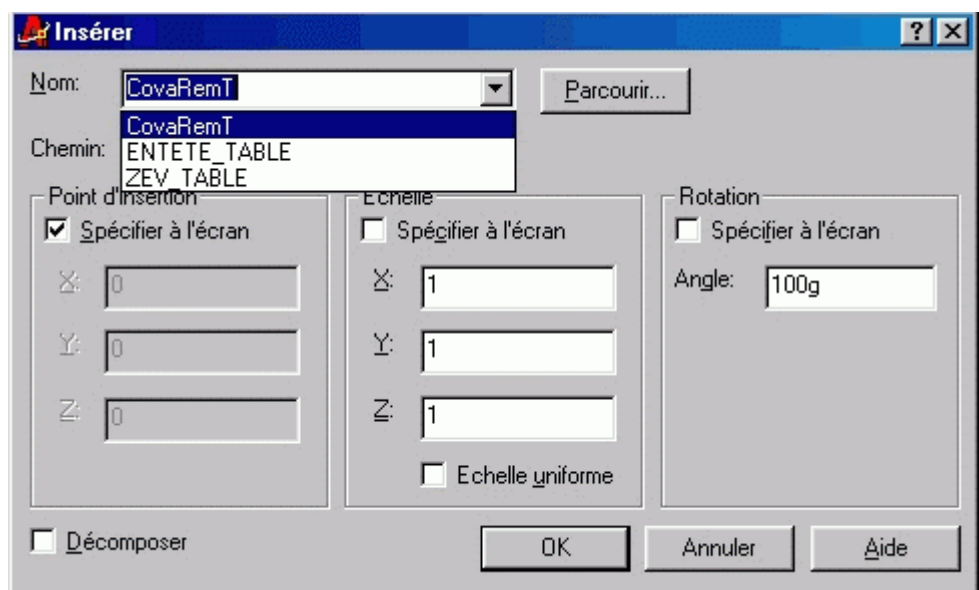 Insérer
Nom: CovaRemT Parcourir...
CovaRemT
Chemin: ENTETE_TABLE
ZEV_TABLE
Point d'insertion Echelle Rotation
Spécifier à l'écran Spécifier à l'écran Spécifier à l'écran
X: 0 X: 1 Angle: 100g
Y: 0 Y: 1
Z: 0 Z: 1
Echelle uniforme
Décomposer OK Annuler Aide